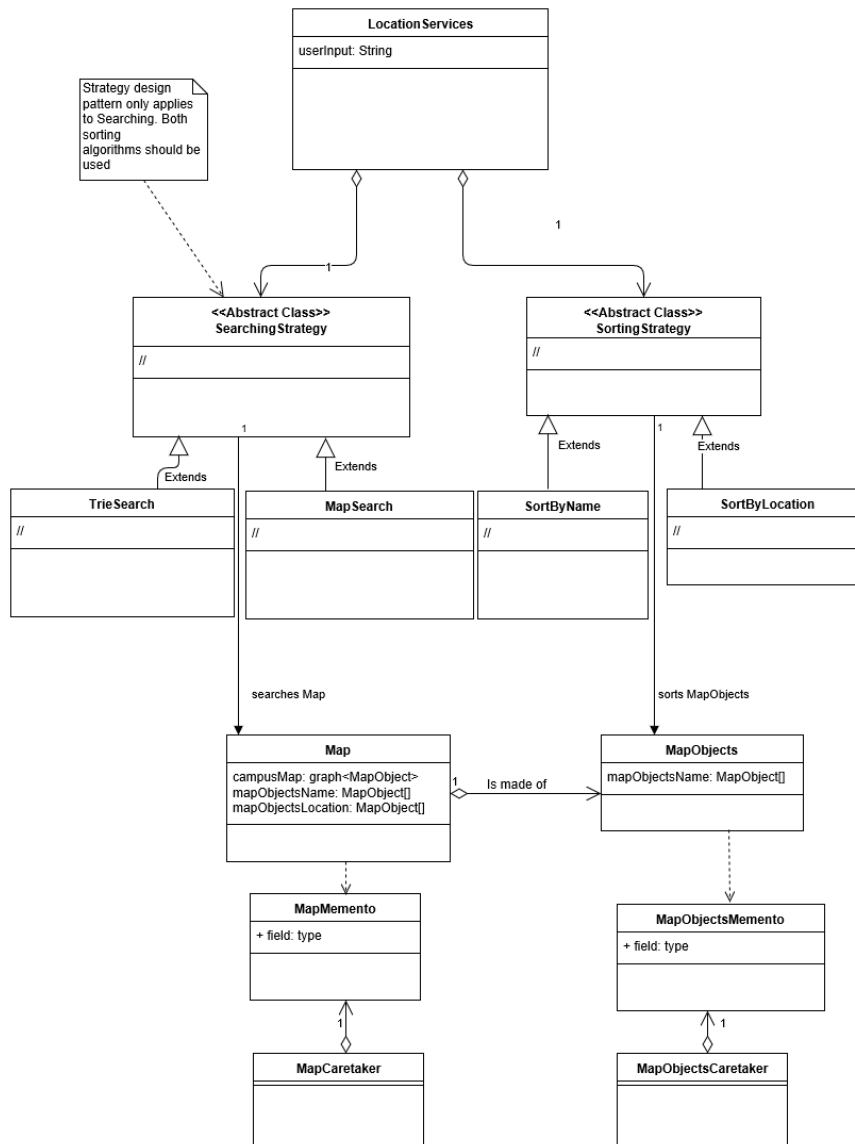 LocationServices
userInput: String
Strategy design
pattern only applies
to Searching. Both
sorting
algorithms should be
used
1
1
<<Abstract Class>>
SearchingStrategy
//
<<Abstract Class>>
SortingStrategy
//
1
1
Extends
Extends
Extends
Extends
TrieSearch
//
MapSearch
//
SortByName
//
SortByLocation
//
searches Map
sorts MapObjects
Map
campusMap: graph<MapObject>
mapObjectsName: MapObject[]
mapObjectsLocation: MapObject[]
1
Is made of
MapObjects
mapObjectsName: MapObject[]
MapMemento
+ field: type
MapObjectsMemento
+ field: type
1
1
MapCaretaker
MapObjectsCaretaker